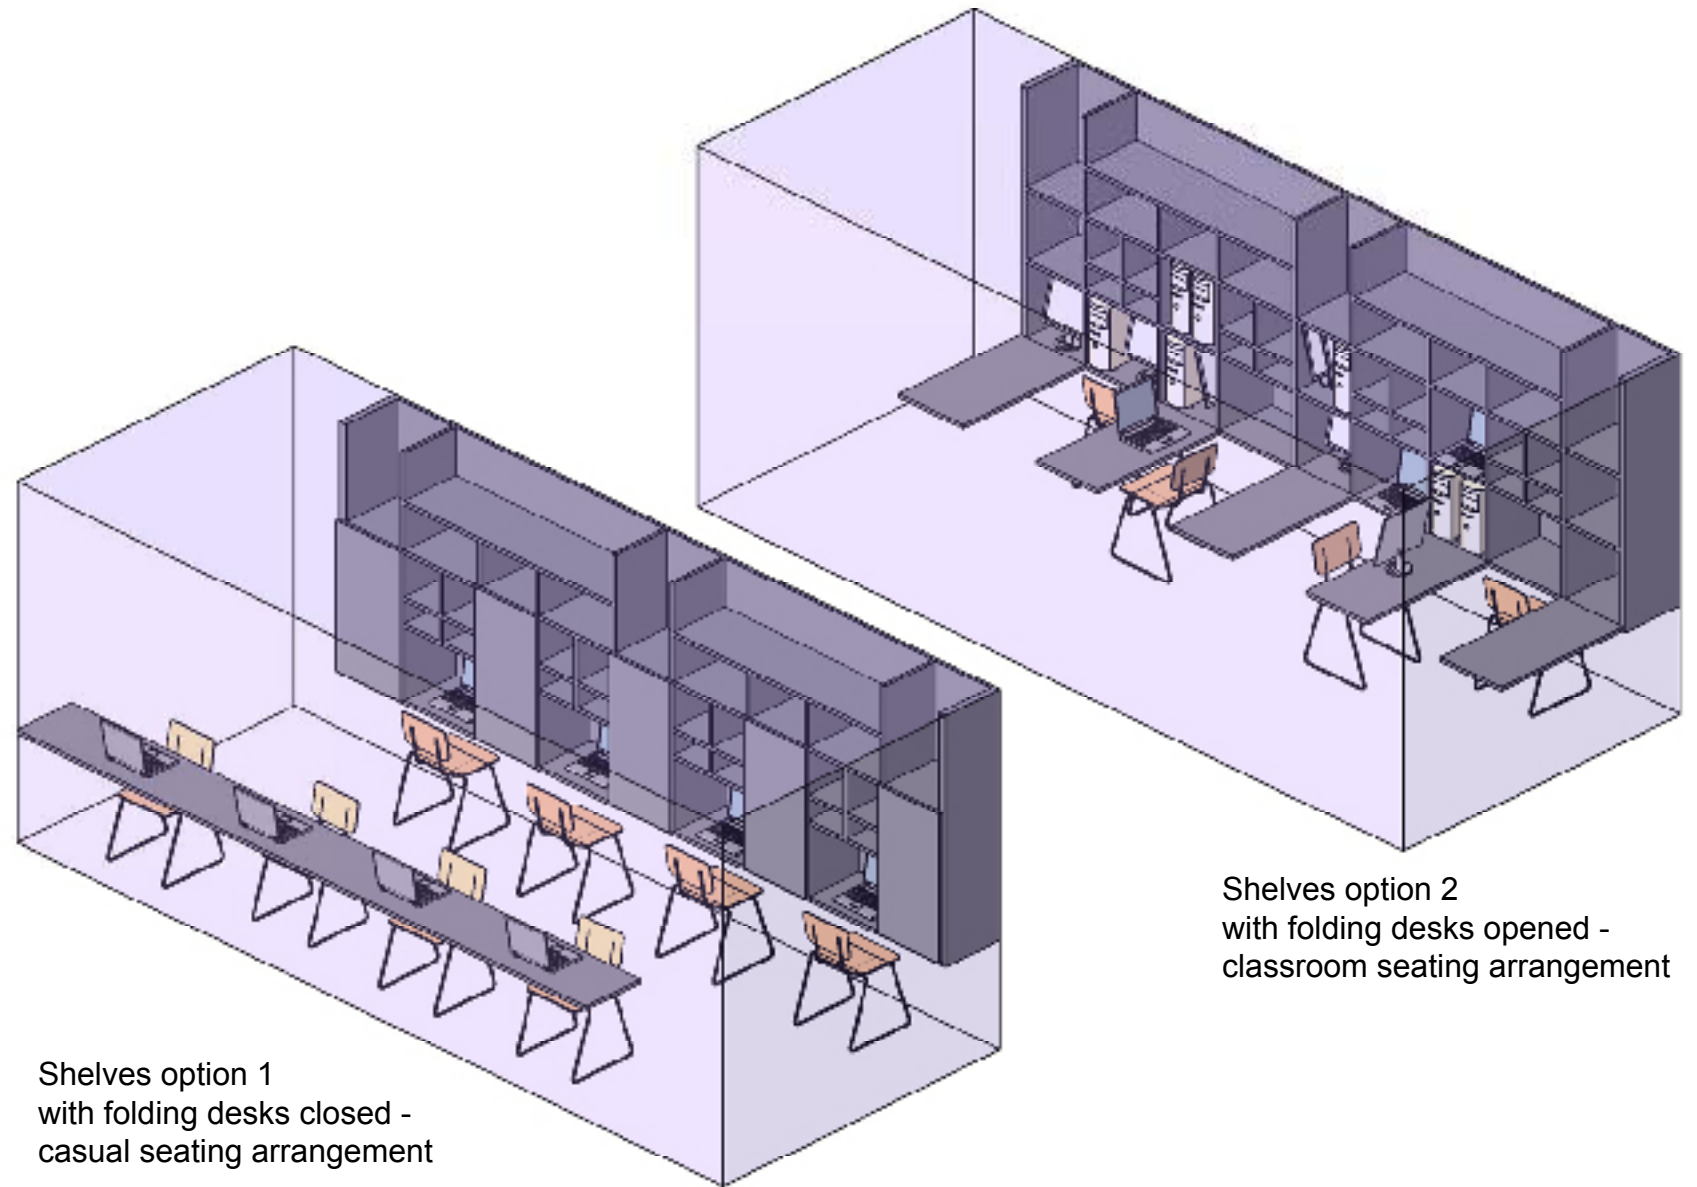 Shelves option 1
with folding desks closed -
casual seating arrangement
Shelves option 2
with folding desks opened -
classroom seating arrangement